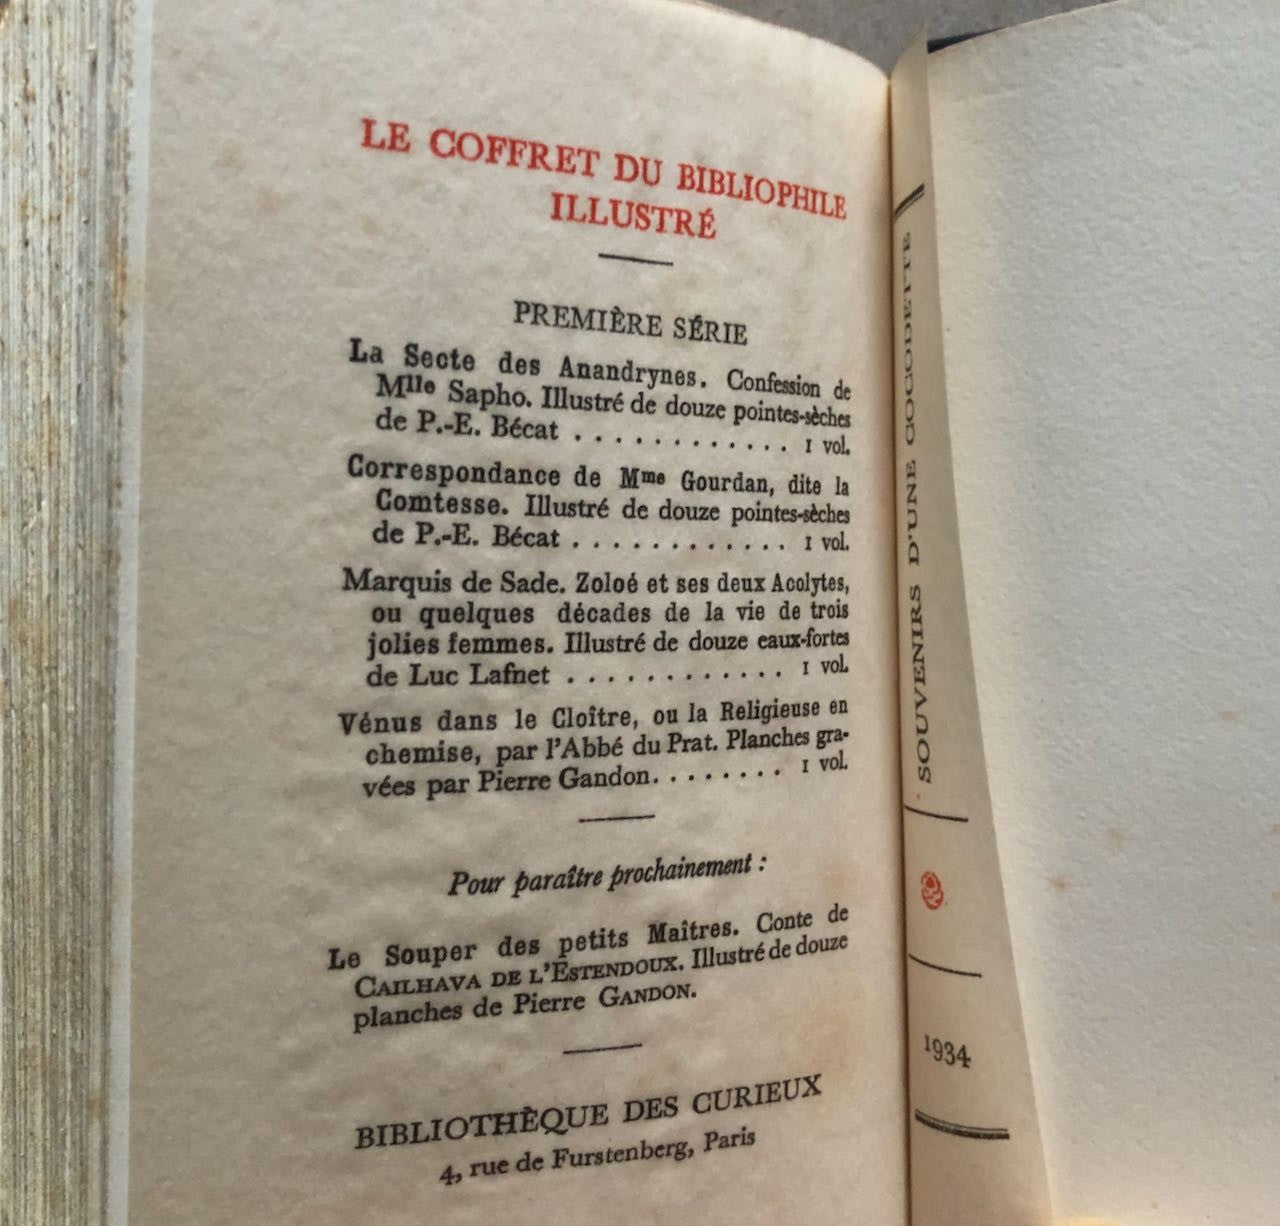 LE COFFRET DU BIBLIOPHILE
ILLUSTRÉ
PREMIÈRE SÉRIE
La Secte des Anandrynes. Confession de
Mlle Sapho. Illustré de douze pointes-sèches
de P.-E. Bécat . . . . . . . . . . . . 1 vol.
Correspondance de Mme Gourdan, dite la
Comtesse. Illustré de douze pointes-sèches
de P.-E. Bécat . . . . . . . . . . . . 1 vol.
Marquis de Sade. Zoloé et ses deux Acolytes,
ou quelques décades de la vie de trois
jolies femmes. Illustré de douze eaux-fortes
de Luc Lafnet . . . . . . . . . . . . 1 vol.
Vénus dans le Cloître, ou la Religieuse en
chemise, par l'Abbé du Prat. Planches gra-
vées par Pierre Gandon. . . . . . . . 1 vol.
Pour paraître prochainement :
Le Souper des petits Maîtres. Conte de
CAILHAVA DE L'ESTENDOUX. Illustré de douze
planches de Pierre GANDON.
BIBLIOTHÈQUE DES CURIEUX
4, rue de Furstenberg, Paris
SOUVENIRS D'UNE COCODETTE
1934